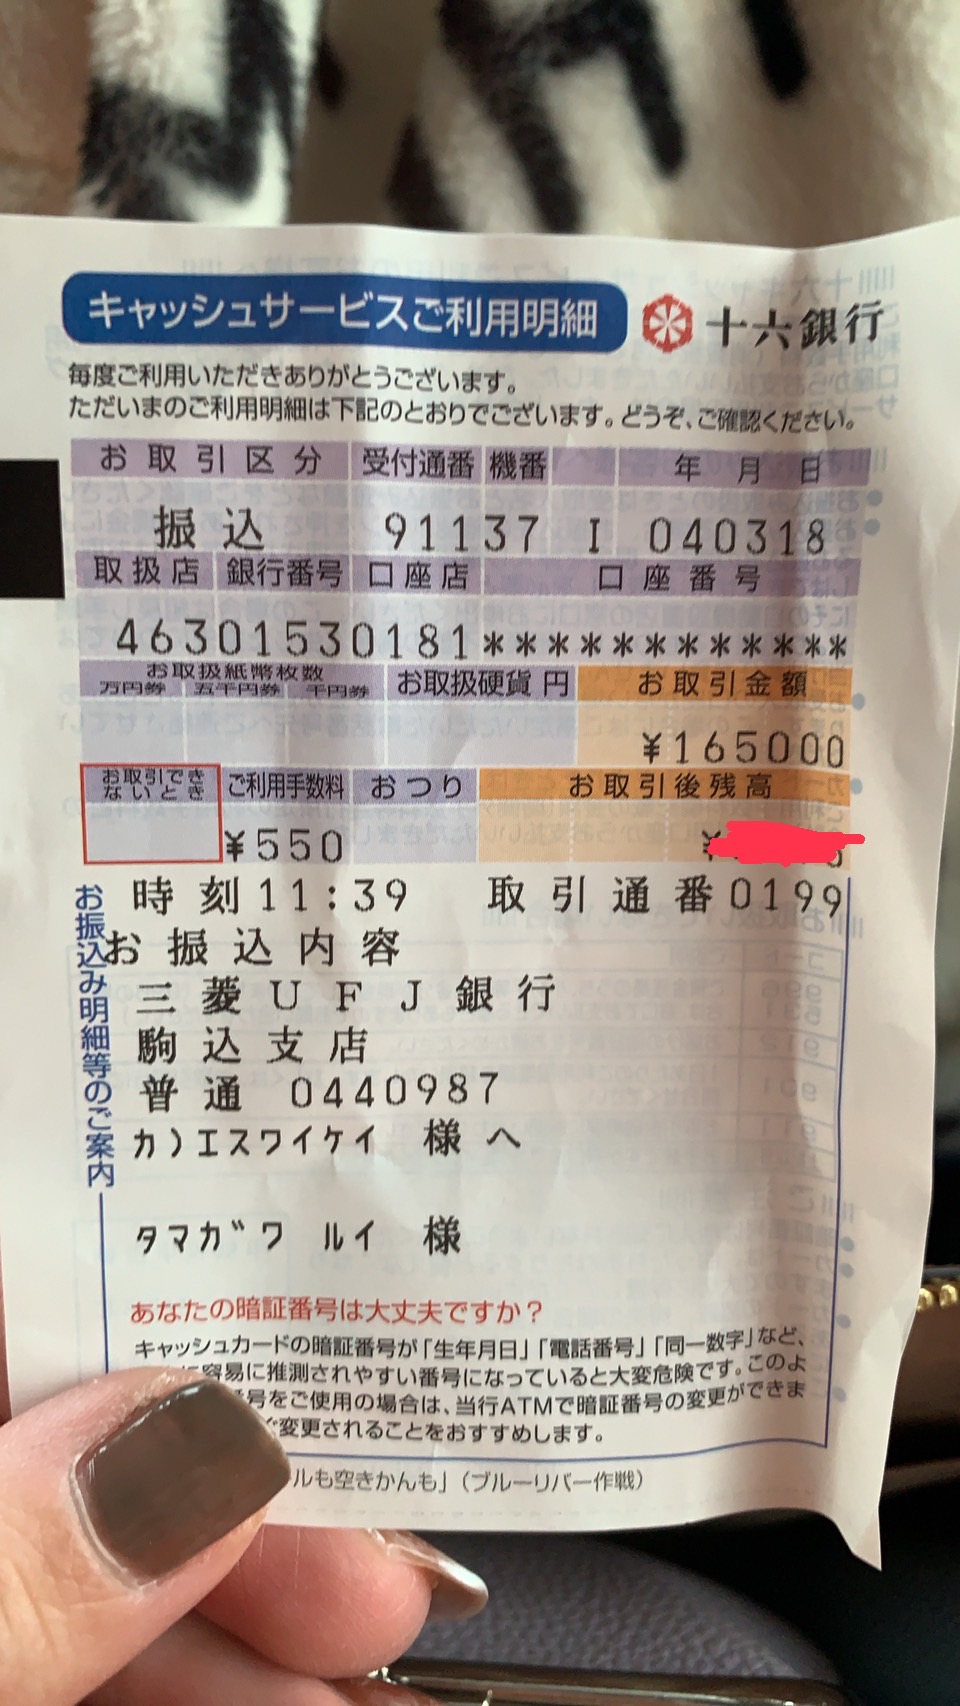 キャッシュサービスご利用明細 十六銀行
毎度ご利用いただきありがとうございます。
ただいまのご利用明細は下記のとおりでございます。どうぞ、ご確認ください。
お取引区分 受付通番 機番 年 月 日
振込 91137 I 040318
取扱店 銀行番号 口座店 口座番号
46301530181************
お取扱紙幣枚数 お取扱硬貨 円 お取引金額
万円券 五千円券 千円券
¥165000
お取引できないとき ご利用手数料 おつり お取引後残高
¥550
時刻11:39 取引通番0199
お振込み明細等のご案内
お振込内容
三菱UFJ銀行
駒込支店
普通 0440987
カ)エスワイケイ 様へ
タマガワ ルイ 様
あなたの暗証番号は大丈夫ですか？
キャッシュカードの暗証番号が「生年月日」「電話番号」「同一数字」など、
容易に推測されやすい番号になっていると大変危険です。このよ
号をご使用の場合は、当行ATMで暗証番号の変更ができま
変更されることをおすすめします。
ルも空きかんも」（ブルーリバー作戦）